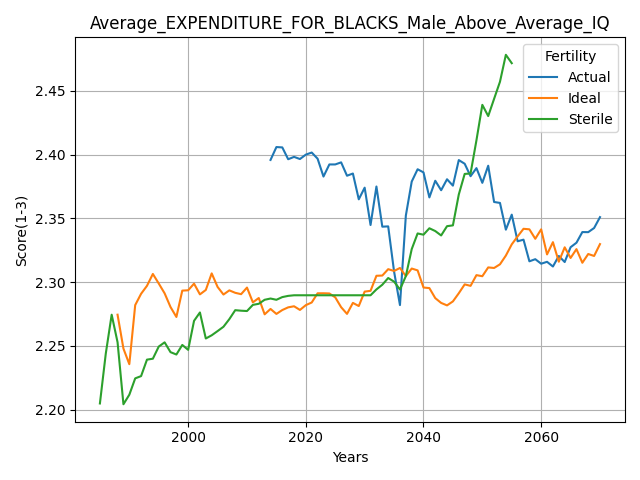 Average_EXPENDITURE_FOR_BLACKS_Male_Above_Average_IQ
Fertility
Actual
Ideal
Sterile
Score(1-3)
2.45
2.40
2.35
2.30
2.25
2.20
2000
2020
2040
2060
Years